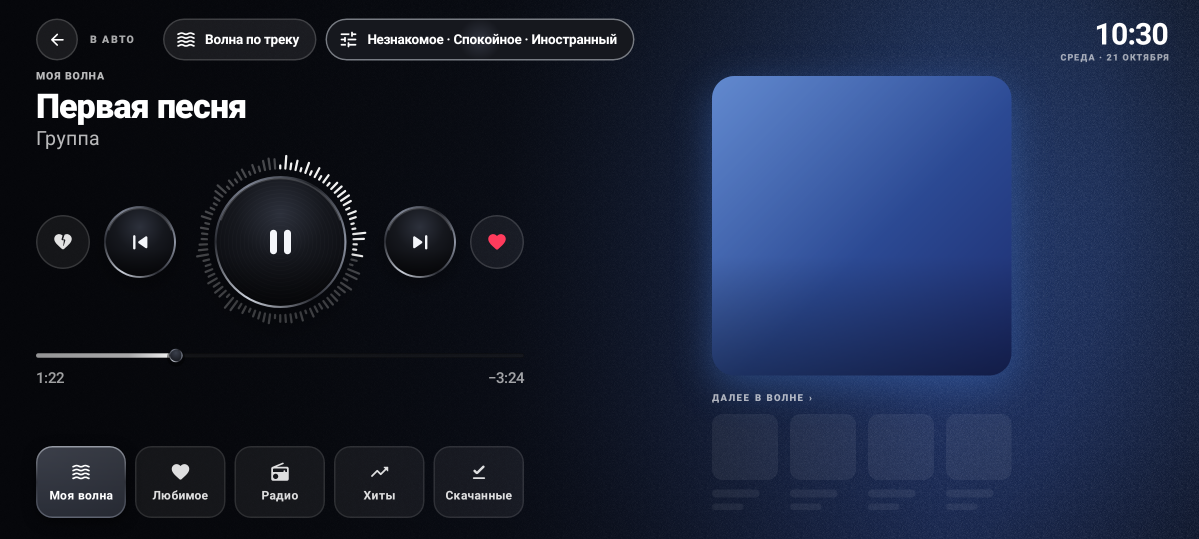 В АВТО
Волна по треку
Незнакомое · Спокойное · Иностранный
10:30
СРЕДА · 21 ОКТЯБРЯ
МОЯ ВОЛНА
Первая песня
Группа
1:22
−3:24
ДАЛЕЕ В ВОЛНЕ ›
Моя волна
Любимое
Радио
Хиты
Скачанные